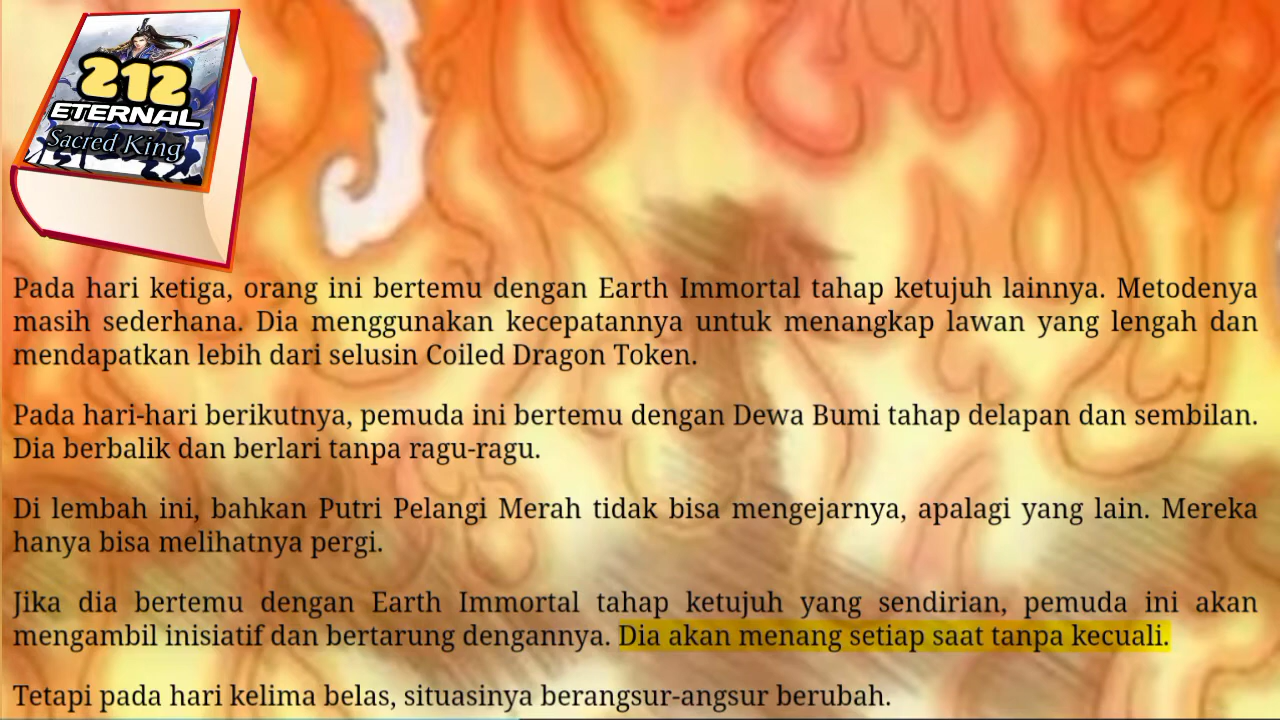 212
ETERNAL
Sacred King
Pada hari ketiga, orang ini bertemu dengan Earth Immortal tahap ketujuh lainnya. Metodenya
masih sederhana. Dia menggunakan kecepatannya untuk menangkap lawan yang lengah dan
mendapatkan lebih dari selusin Coiled Dragon Token.
Pada hari-hari berikutnya, pemuda ini bertemu dengan Dewa Bumi tahap delapan dan sembilan.
Dia berbalik dan berlari tanpa ragu-ragu.
Di lembah ini, bahkan Putri Pelangi Merah tidak bisa mengejarnya, apalagi yang lain. Mereka
hanya bisa melihatnya pergi.
Jika dia bertemu dengan Earth Immortal tahap ketujuh yang sendirian, pemuda ini akan
mengambil inisiatif dan bertarung dengannya. Dia akan menang setiap saat tanpa kecuali.
Tetapi pada hari kelima belas, situasinya berangsur-angsur berubah.